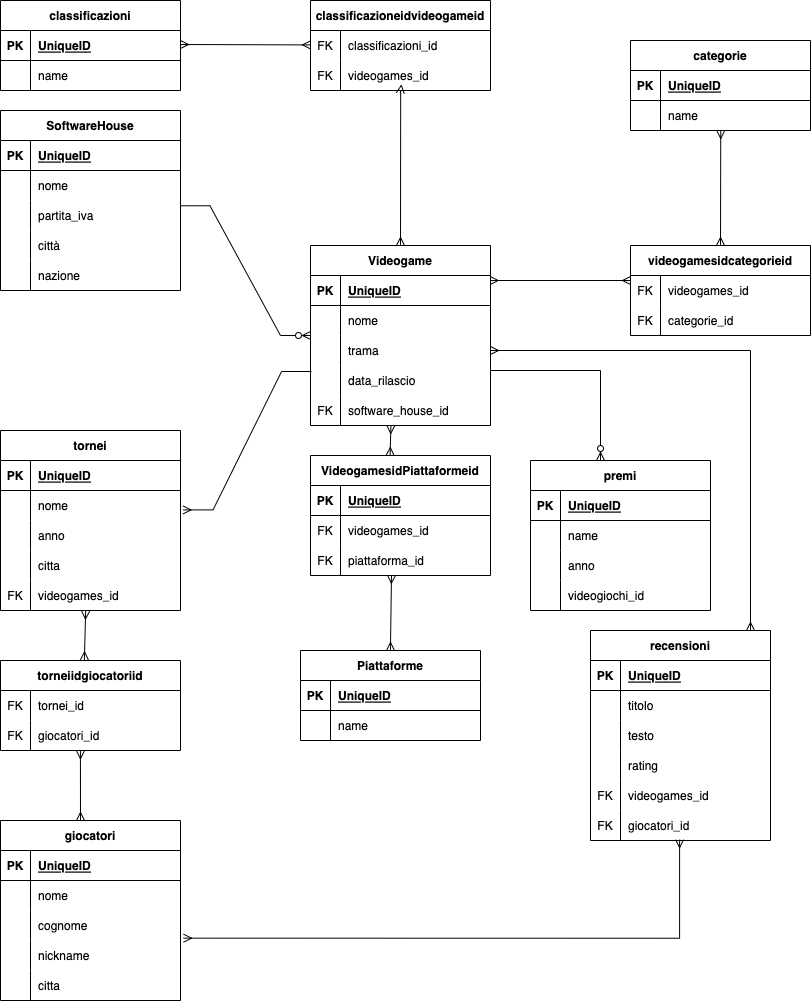 classificazioni
PK UniqueID
name
classificazioneidvideogameid
FK classificazioni_id
FK videogames_id
categorie
PK UniqueID
name
SoftwareHouse
PK UniqueID
nome
partita_iva
città
nazione
Videogame
PK UniqueID
nome
trama
data_rilascio
FK software_house_id
videogamesidcategorieid
FK videogames_id
FK categorie_id
tornei
PK UniqueID
nome
anno
citta
FK videogames_id
VideogamesidPiattaformeid
PK UniqueID
FK videogames_id
FK piattaforma_id
premi
PK UniqueID
name
anno
videogiochi_id
torneiidgiocatoriid
FK tornei_id
FK giocatori_id
Piattaforme
PK UniqueID
name
recensioni
PK UniqueID
titolo
testo
rating
FK videogames_id
FK giocatori_id
giocatori
PK UniqueID
nome
cognome
nickname
citta